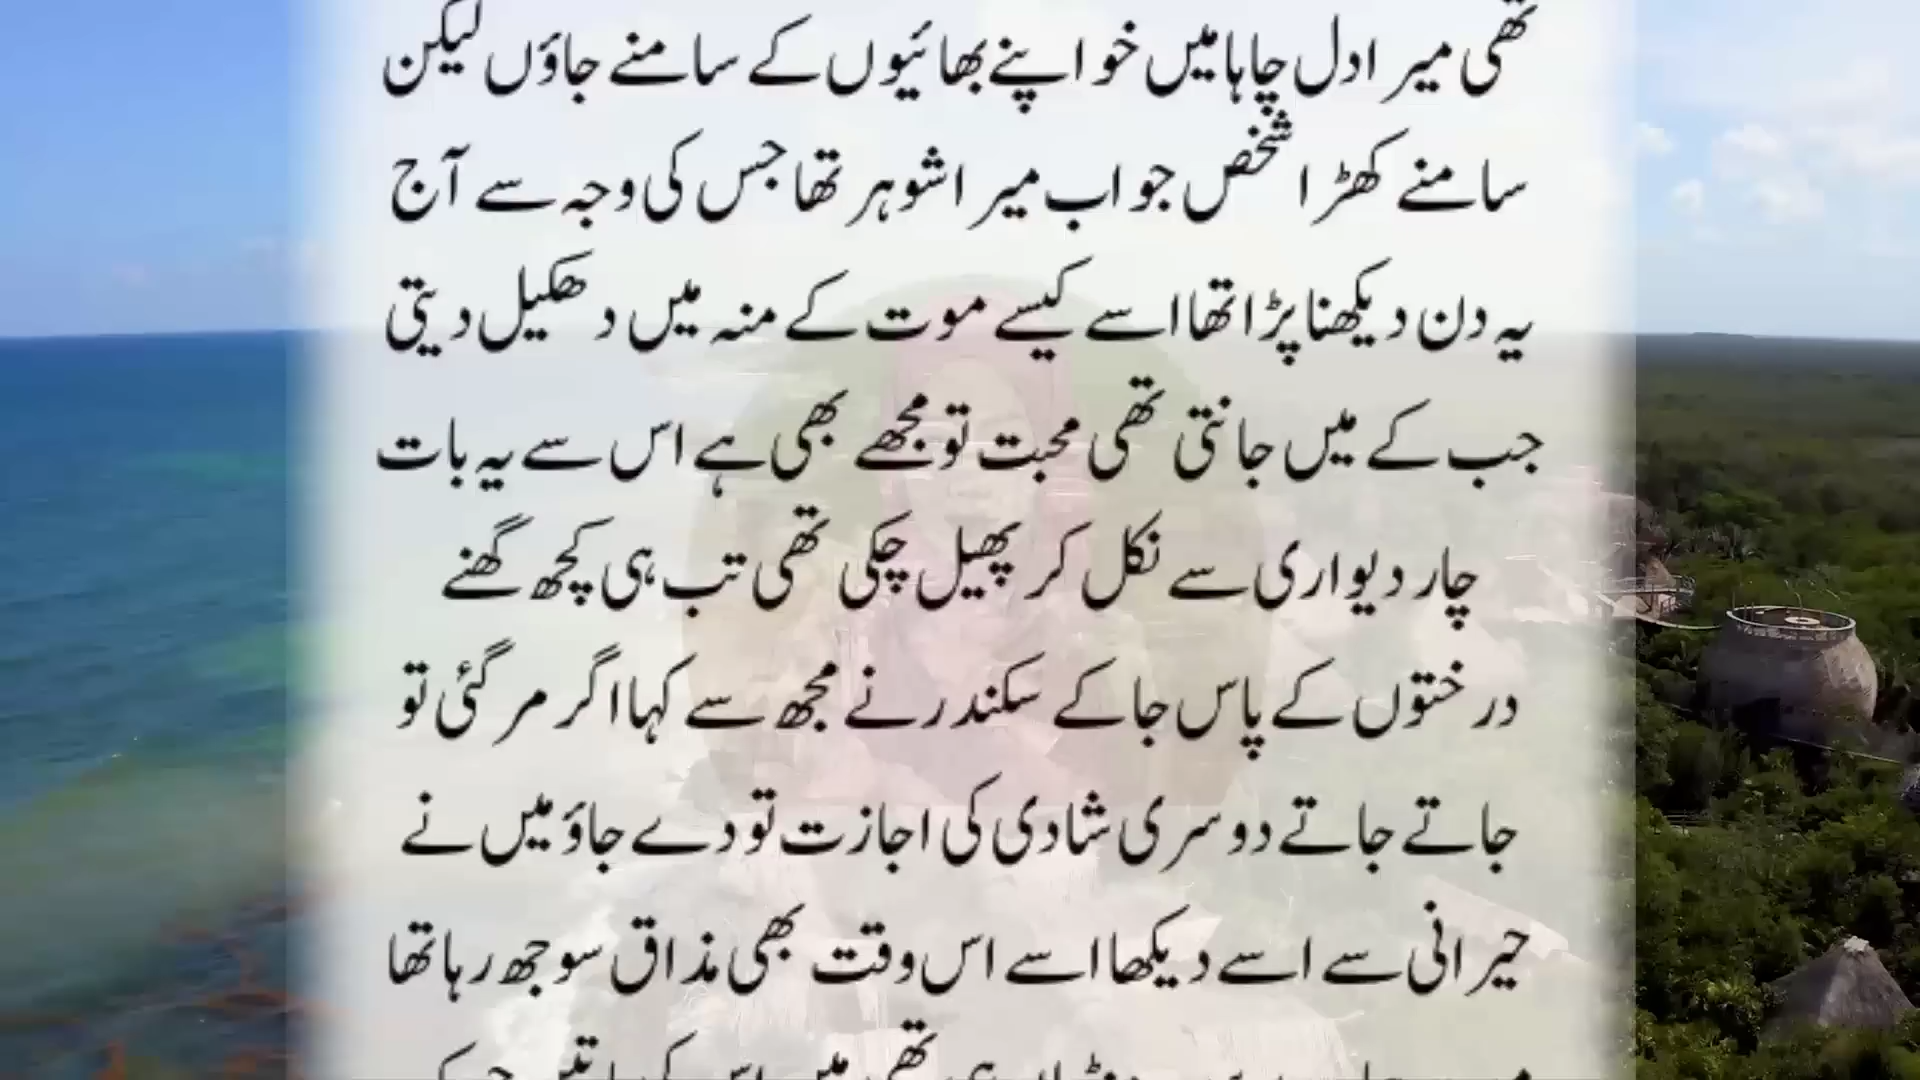 تھی میرا دل چاہا میں خو اپنے بھائیوں کے سامنے جاؤں لیکن
سامنے کھڑا شخص جو اب میرا شوہر تھا جس کی وجہ سے آج
یہ دن دیکھنا پڑا تھا اسے کیسے موت کے منہ میں دھکیل دیتی
جب کے میں جانتی تھی محبت تو مجھے بھی ہے اس سے یہ بات
چار دیواری سے نکل کر پھیل چکی تھی تب ہی کچھ گھنے
درختوں کے پاس جا کے سکندر نے مجھ سے کہا اگر مر گئی تو
جاتے جاتے دوسری شادی کی اجازت تو دے جاؤ میں نے
حیرانی سے اسے دیکھا اسے اس وقت بھی مذاق سوجھ رہا تھا